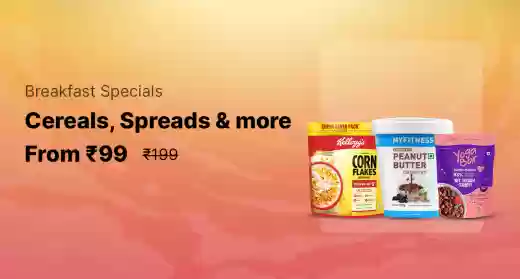 Breakfast Specials
Cereals, Spreads & more
From ₹99 ₹199
Kellogg's
CORN
FLAKES
MYFITNESS
PEANUT
BUTTER
Yoga
Bar